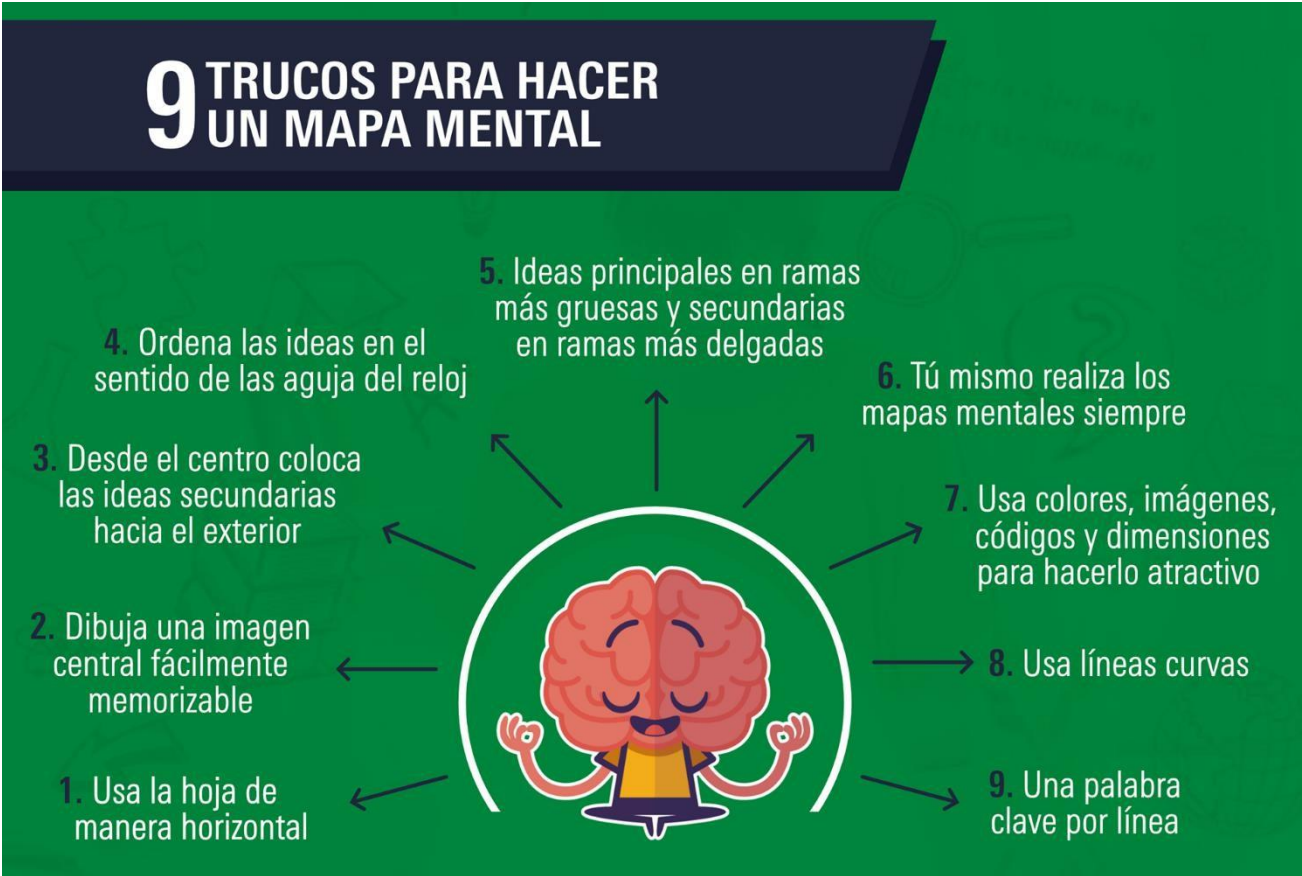 9 TRUCOS PARA HACER
UN MAPA MENTAL
1. Usa la hoja de
manera horizontal
2. Dibuja una imagen
central fácilmente
memorizable
3. Desde el centro coloca
las ideas secundarias
hacia el exterior
4. Ordena las ideas en el
sentido de las aguja del reloj
5. Ideas principales en ramas
más gruesas y secundarias
en ramas más delgadas
6. Tú mismo realiza los
mapas mentales siempre
7. Usa colores, imágenes,
códigos y dimensiones
para hacerlo atractivo
8. Usa líneas curvas
9. Una palabra
clave por línea